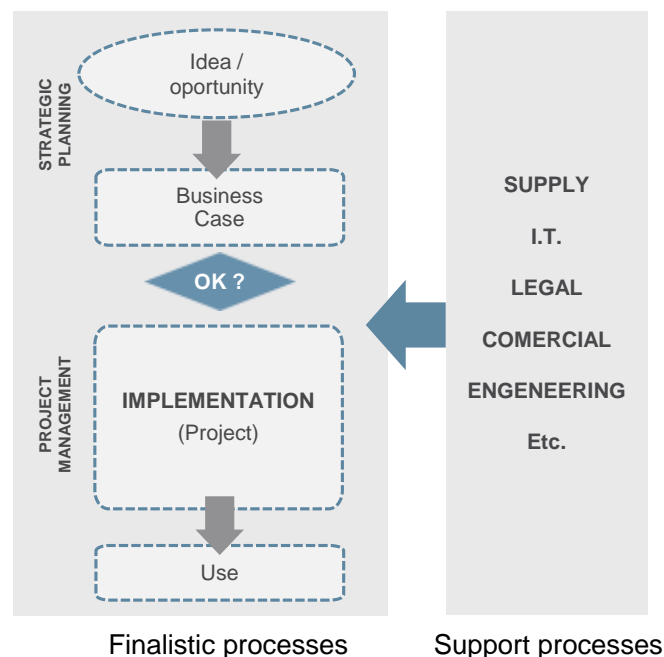 STRATEGIC
PLANNING
Idea /
oportunity
Business
Case
OK ?
PROJECT
MANAGEMENT
IMPLEMENTATION
(Project)
Use
Finalistic processes
SUPPLY
I.T.
LEGAL
COMERCIAL
ENGENEERING
Etc.
Support processes